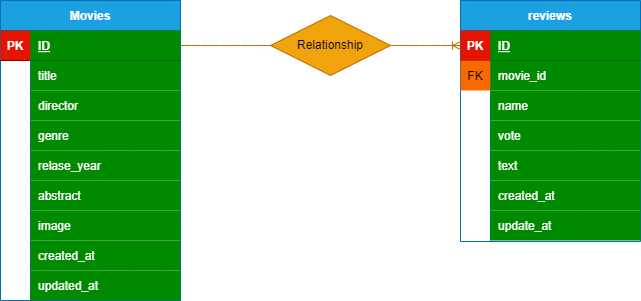 Movies
PK ID
title
director
genre
relase_year
abstract
image
created_at
updated_at
Relationship
reviews
PK ID
FK movie_id
name
vote
text
created_at
update_at